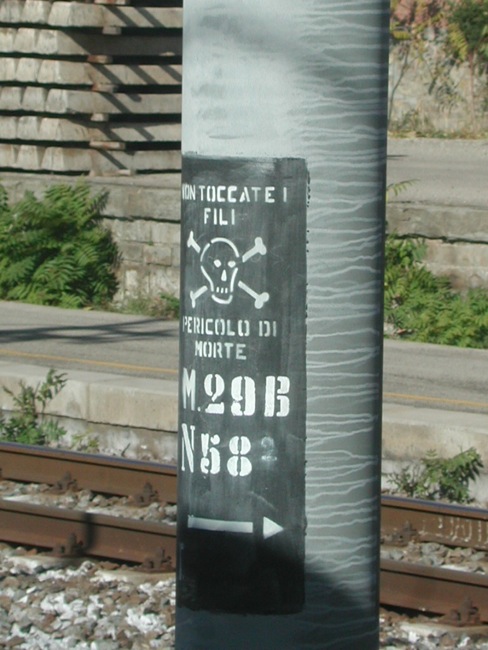 NON TOCCATE I
FILI
PERICOLO DI
MORTE
M.29B
N58